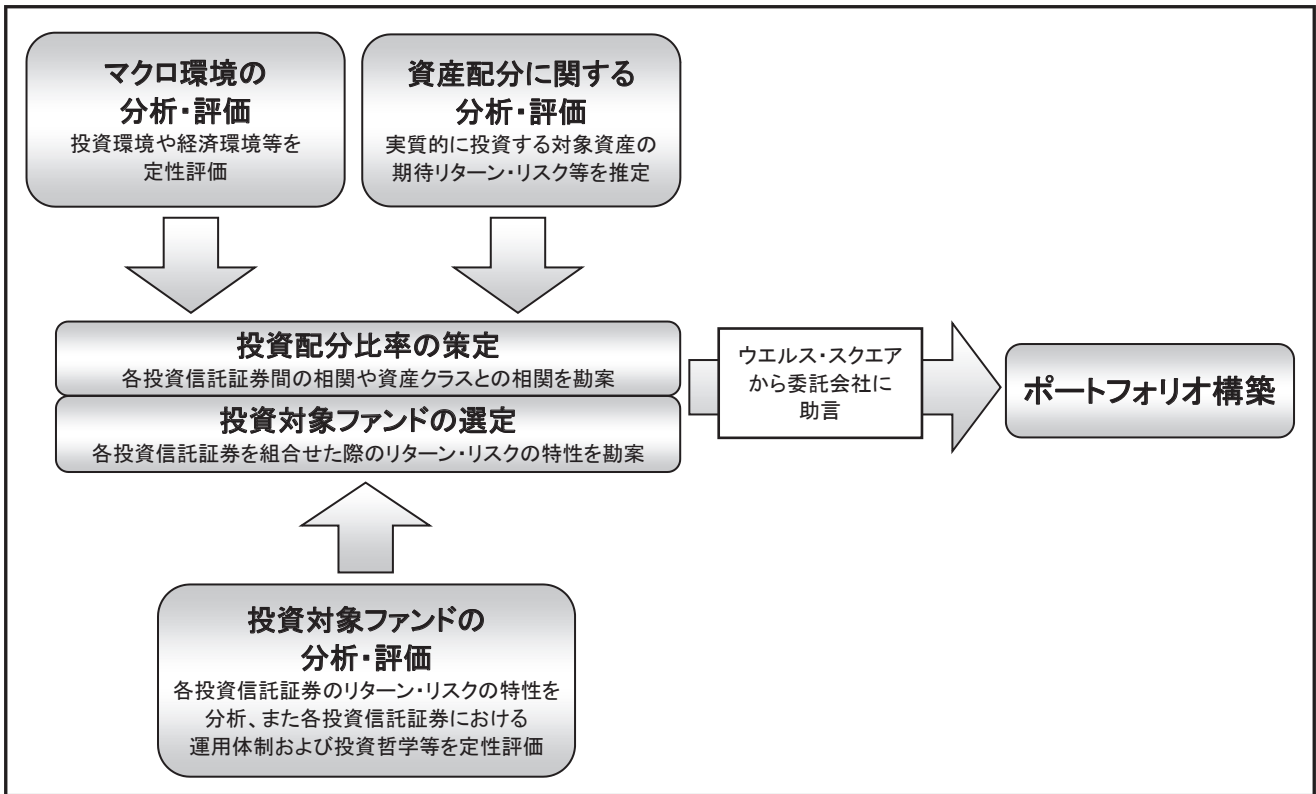 マクロ環境の
分析・評価
投資環境や経済環境等を
定性評価
資産配分に関する
分析・評価
実質的に投資する対象資産の
期待リターン・リスク等を推定
投資配分比率の策定
各投資信託証券間の相関や資産クラスとの相関を勘案
投資対象ファンドの選定
各投資信託証券を組合せた際のリターン・リスクの特性を勘案
ウエルス・スクエア
から委託会社に
助言
ポートフォリオ構築
投資対象ファンドの
分析・評価
各投資信託証券のリターン・リスクの特性を
分析、また各投資信託証券における
運用体制および投資哲学等を定性評価